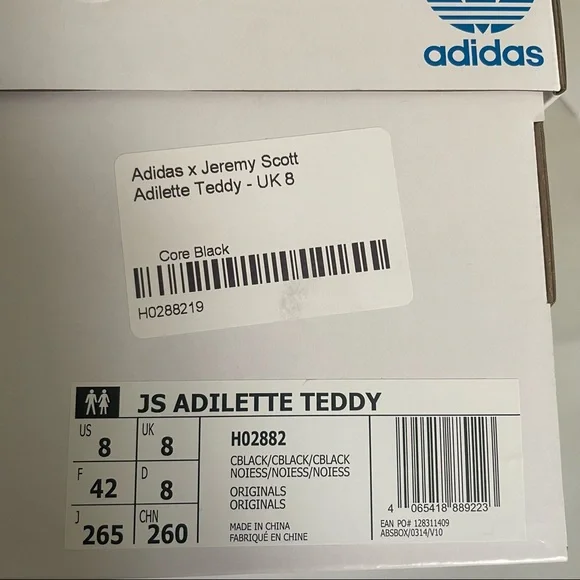 adidas
Adidas x Jeremy Scott
Adilette Teddy - UK 8
Core Black
H0288219
JS ADILETTE TEDDY
US 8 UK 8
F 42 D 8
J 265 CHN 260
H02882
CBLACK/CBLACK/CBLACK
NOIESS/NOIESS/NOIESS
ORIGINALS
ORIGINALS
MADE IN CHINA
FABRIQUÉ EN CHINE
4 065418 889223
EAN PO# 128311409
ABSBOX/0314/V10